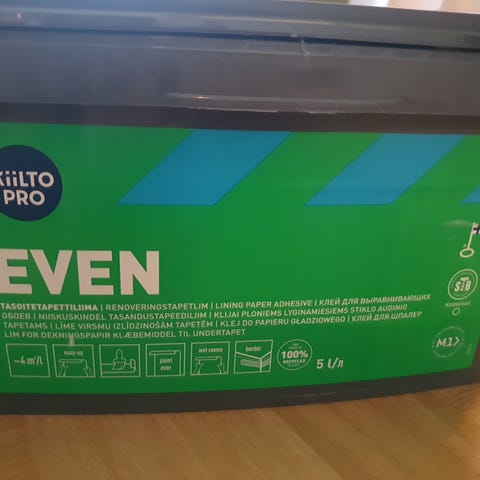 KiiLTO
PRO
EVEN
TASOITETAPETTILIIMA | RENOVERINGSTAPETLIM | LINING PAPER ADHESIVE | КЛЕЙ ДЛЯ ВЫРАВНИВАЮЩИХ
ОБОЕВ | NIISKUSKINDEL TASANDUSTAPEEDILIIM | KLIJAI PLONIEMS LYGINAMIESIEMS STIKLO AUDINIO
TAPETAMS | LĪME VIRSMU IZLĪDZINOŠĀM TAPETĒM | KLEJ DO PAPIERU GŁADZIOWEGO | КЛЕЙ ДЛЯ ШПАЛЕР
LIM FOR DEKNINGSPAPIR KLÆBEMIDDEL TIL UNDERTAPET
~4 m²/l
easy-up
paint over
wet rooms
border
100%
RECYCLED
5 l/л
M1